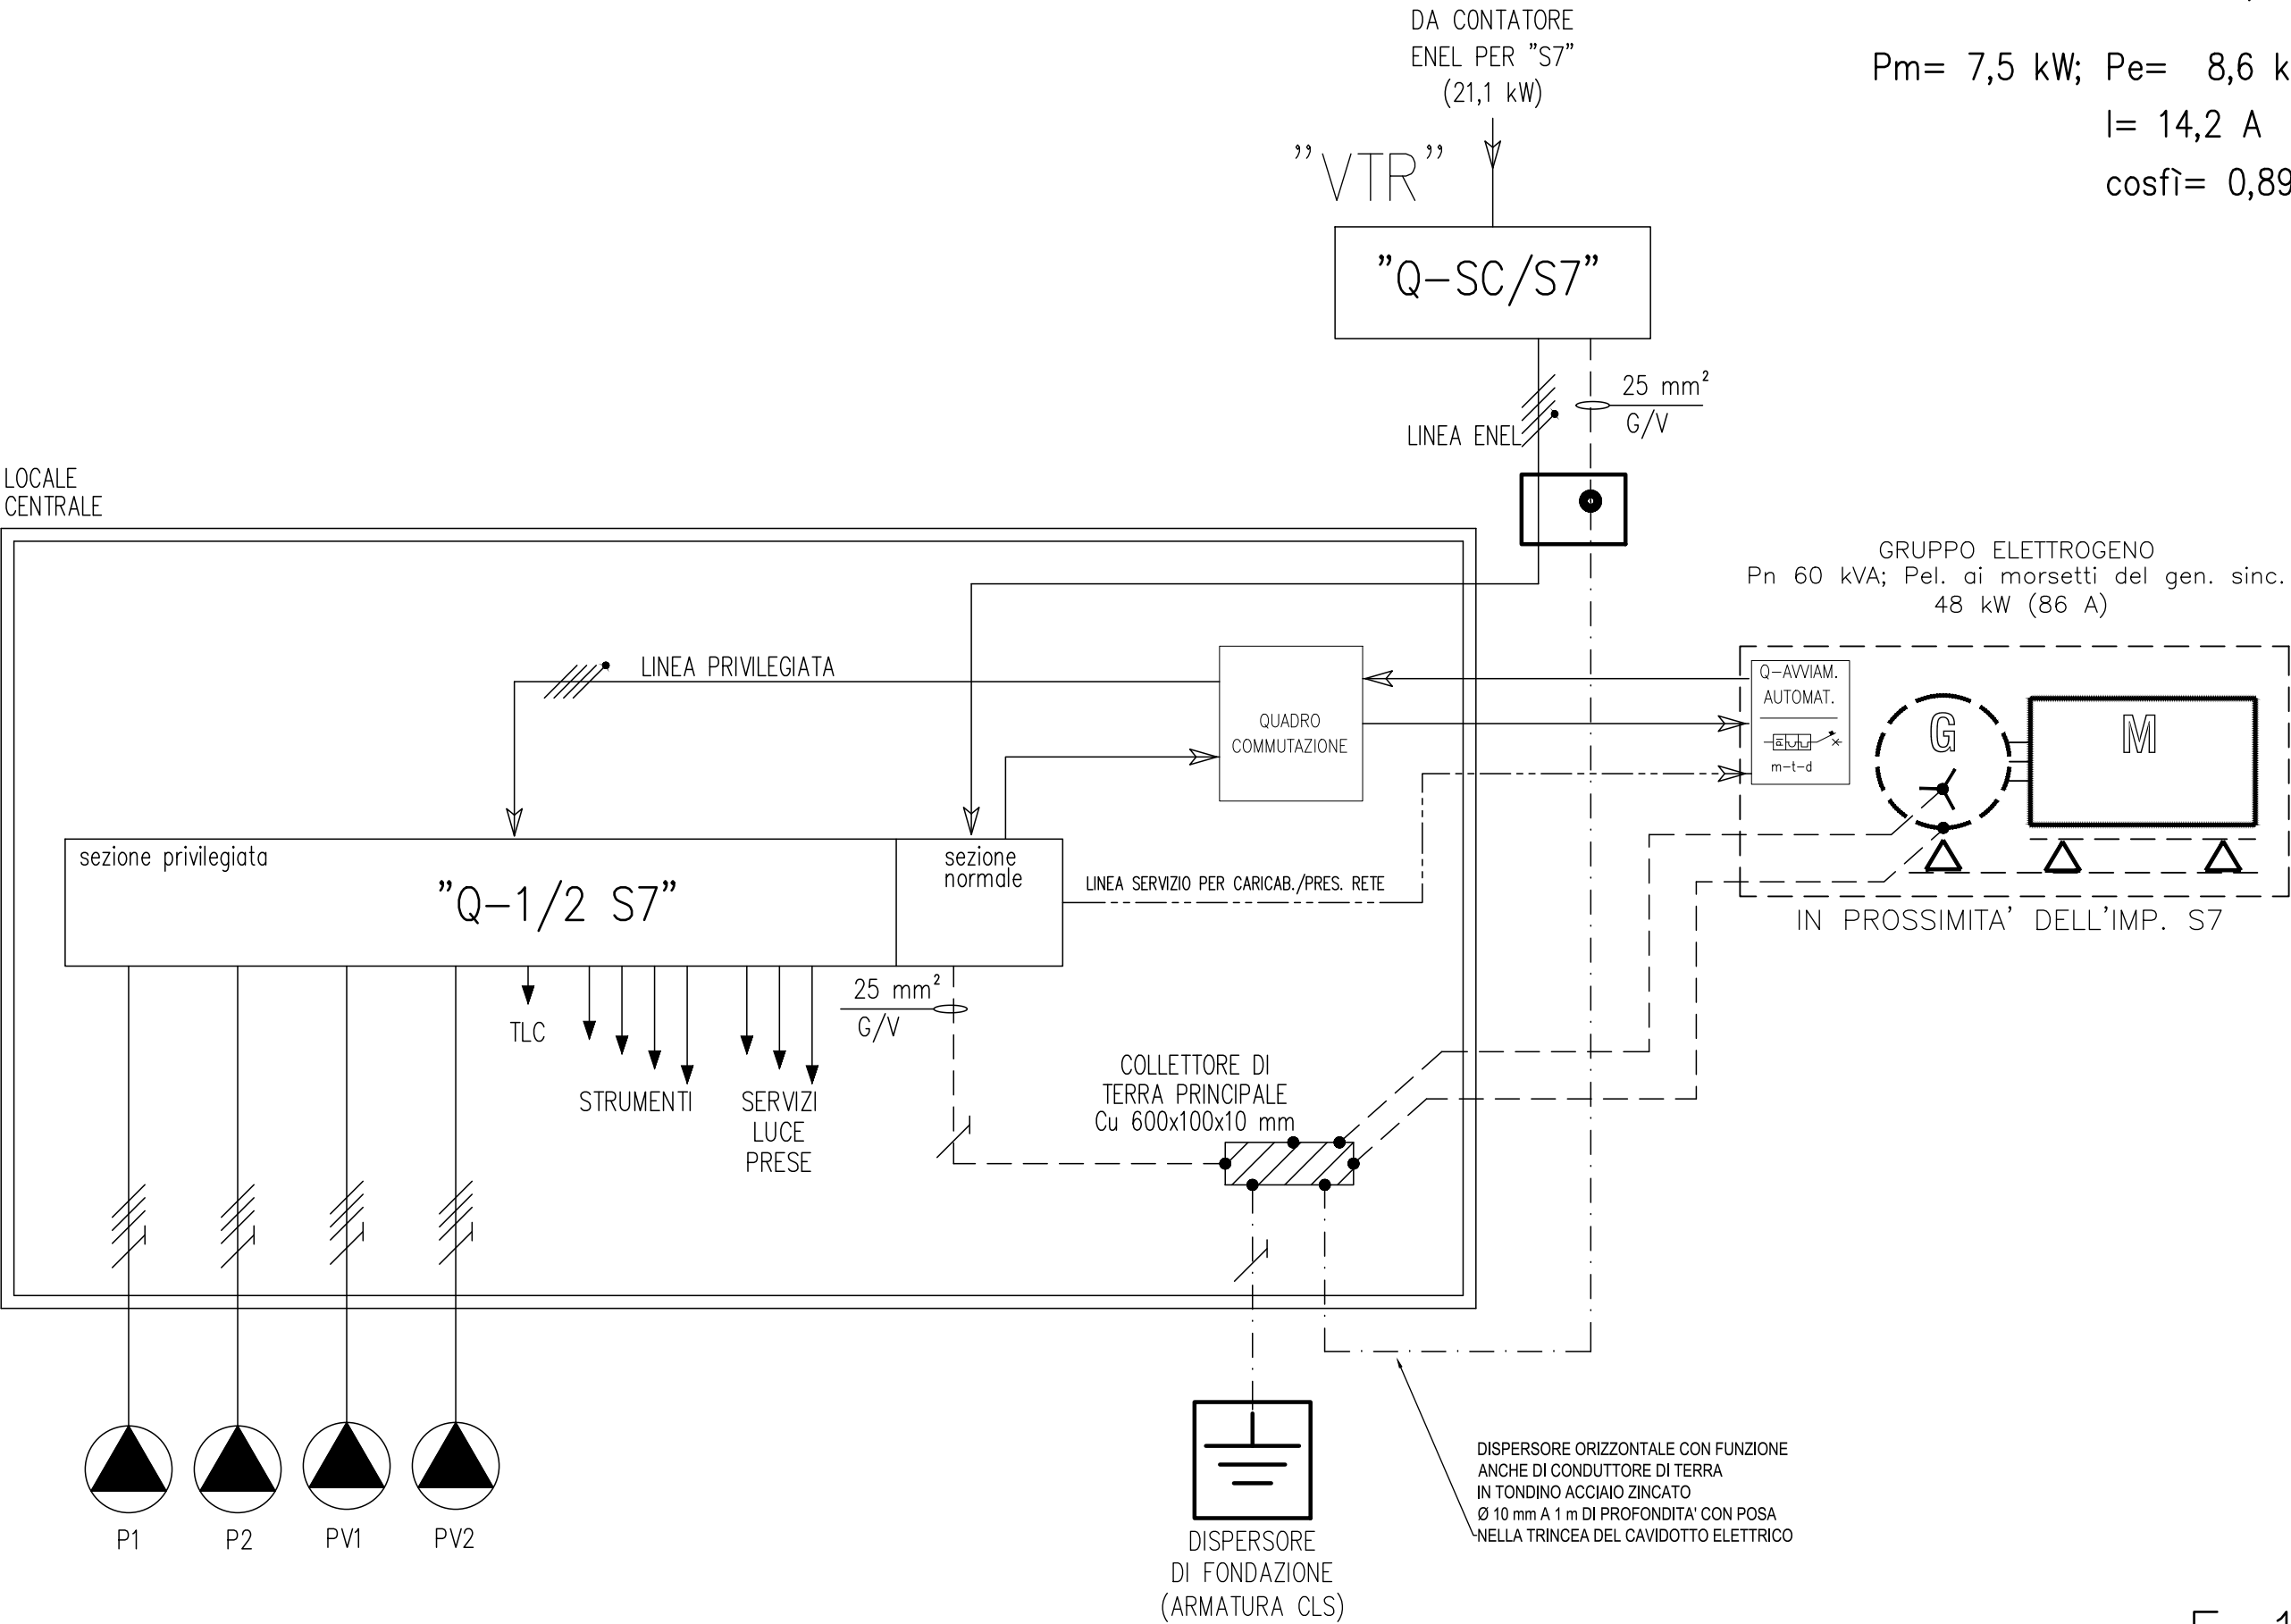 DA CONTATORE
ENEL PER "S7"
(21,1 kW)
Pm= 7,5 kW; Pe= 8,6 k
I= 14,2 A
cosfì= 0,89
"VTR"
"Q-SC/S7"
25 mm²
G/V
LINEA ENEL
LOCALE
CENTRALE
GRUPPO ELETTROGENO
Pn 60 kVA; Pel. ai morsetti del gen. sinc.
48 kW (86 A)
LINEA PRIVILEGIATA
QUADRO
COMMUTAZIONE
Q-AVVIAM.
AUTOMAT.
m-t-d
G
M
IN PROSSIMITA' DELL'IMP. S7
sezione privilegiata
"Q-1/2 S7"
sezione
normale
LINEA SERVIZIO PER CARICAB./PRES. RETE
25 mm²
G/V
TLC
STRUMENTI
SERVIZI
LUCE
PRESE
COLLETTORE DI
TERRA PRINCIPALE
Cu 600x100x10 mm
P1
P2
PV1
PV2
DISPERSORE
DI FONDAZIONE
(ARMATURA CLS)
DISPERSORE ORIZZONTALE CON FUNZIONE
ANCHE DI CONDUTTORE DI TERRA
IN TONDINO ACCIAIO ZINCATO
Ø 10 mm A 1 m DI PROFONDITA' CON POSA
NELLA TRINCEA DEL CAVIDOTTO ELETTRICO